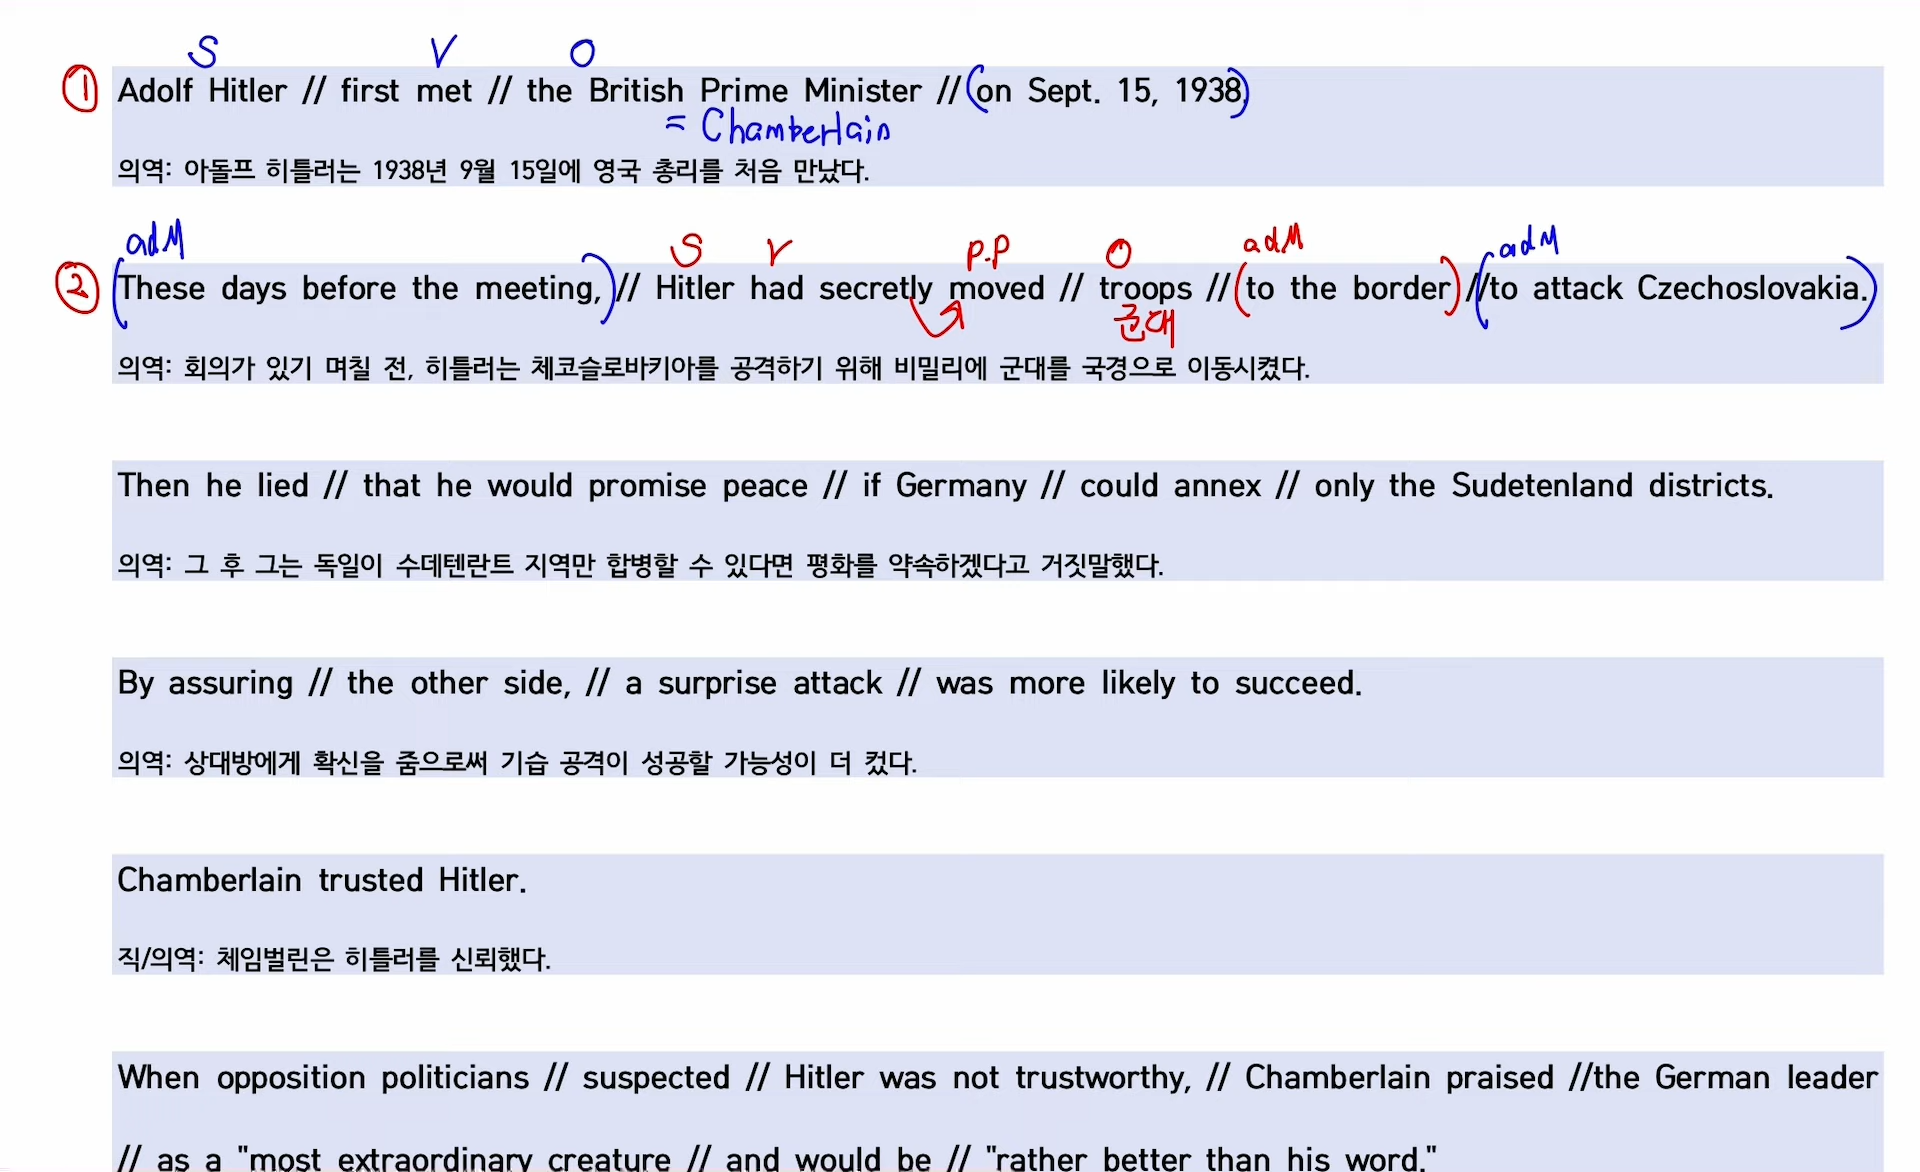 S V O
① Adolf Hitler // first met // the British Prime Minister // (on Sept. 15, 1938)
= Chamberlain
의역: 아돌프 히틀러는 1938년 9월 15일에 영국 총리를 처음 만났다.
adM S V p.p O adM adM
② (These days before the meeting,) // Hitler had secretly moved // troops // (to the border) // (to attack Czechoslovakia.)
군대
의역: 회의가 있기 며칠 전, 히틀러는 체코슬로바키아를 공격하기 위해 비밀리에 군대를 국경으로 이동시켰다.
Then he lied // that he would promise peace // if Germany // could annex // only the Sudetenland districts.
의역: 그 후 그는 독일이 수데텐란트 지역만 합병할 수 있다면 평화를 약속하겠다고 거짓말했다.
By assuring // the other side, // a surprise attack // was more likely to succeed.
의역: 상대방에게 확신을 줌으로써 기습 공격이 성공할 가능성이 더 컸다.
Chamberlain trusted Hitler.
직/의역: 체임벌린은 히틀러를 신뢰했다.
When opposition politicians // suspected // Hitler was not trustworthy, // Chamberlain praised //the German leader
// as a "most extraordinary creature // and would be // "rather better than his word."